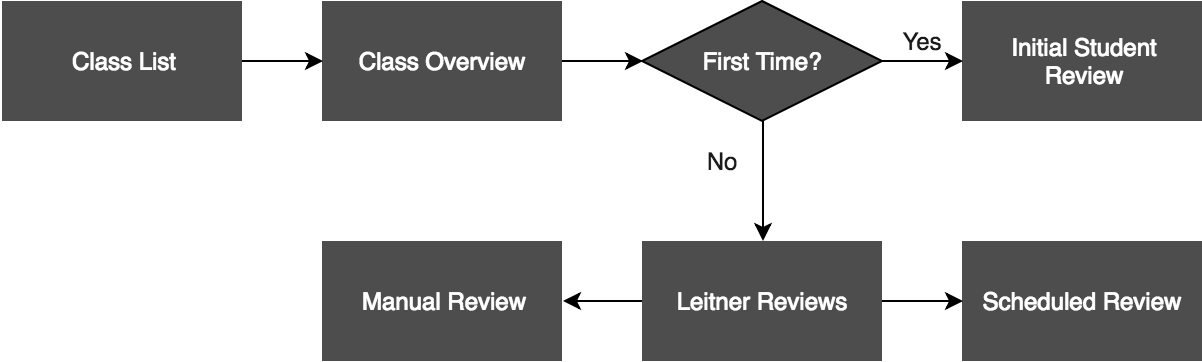 Class List
Class Overview
First Time?
Yes
Initial Student
Review
No
Manual Review
Leitner Reviews
Scheduled Review